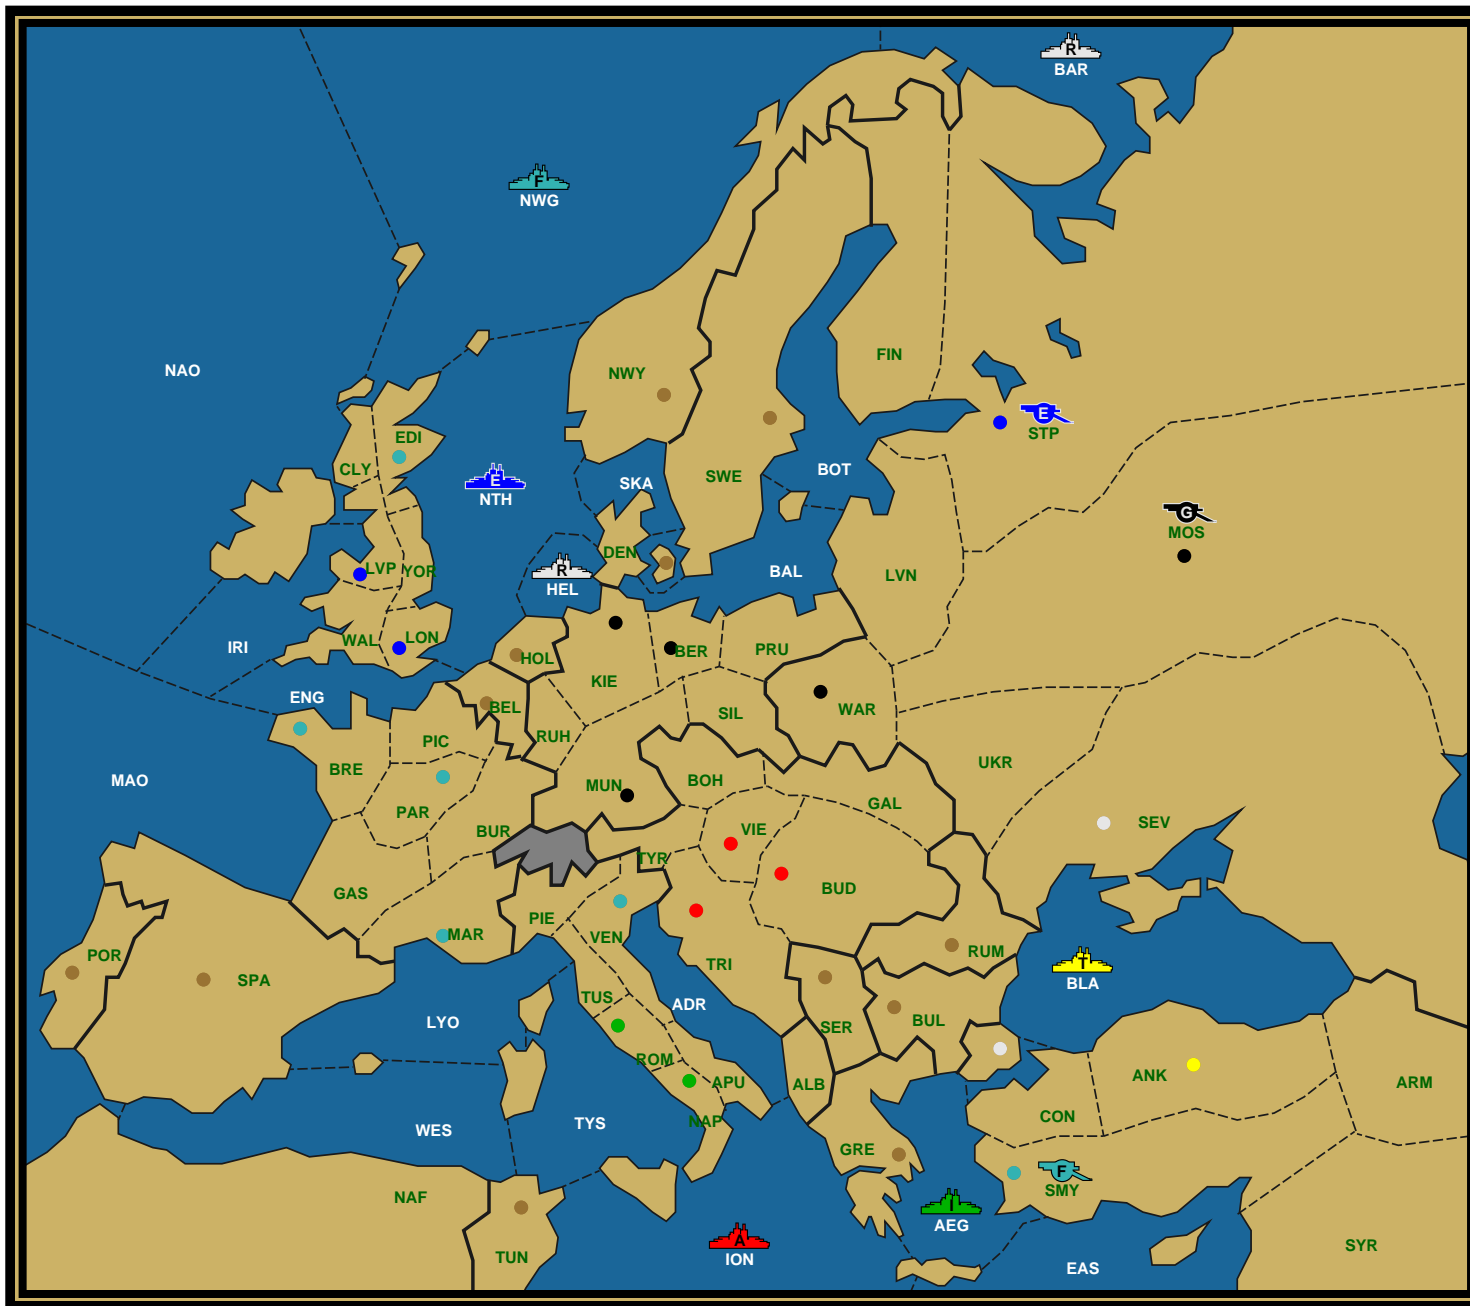 R
BAR
F
NWG
NAO
FIN
NWY
E
STP
EDI
CLY
SWE
BOT
SKA
E
NTH
G
MOS
DEN
R
HEL
BAL
LVN
LVP
YOR
WAL
LON
IRI
HOL
BER
PRU
KIE
ENG
BEL
SIL
WAR
PIC
RUH
BRE
UKR
MAO
MUN
BOH
GAL
PAR
SEV
BUR
VIE
TYR
BUD
GAS
PIE
VEN
MAR
POR
RUM
SPA
TRI
T
BLA
TUS
ADR
LYO
SER
BUL
ROM
APU
ALB
ANK
ARM
NAP
CON
WES
TYS
GRE
F
SMY
NAF
I
AEG
A
ION
TUN
EAS
SYR